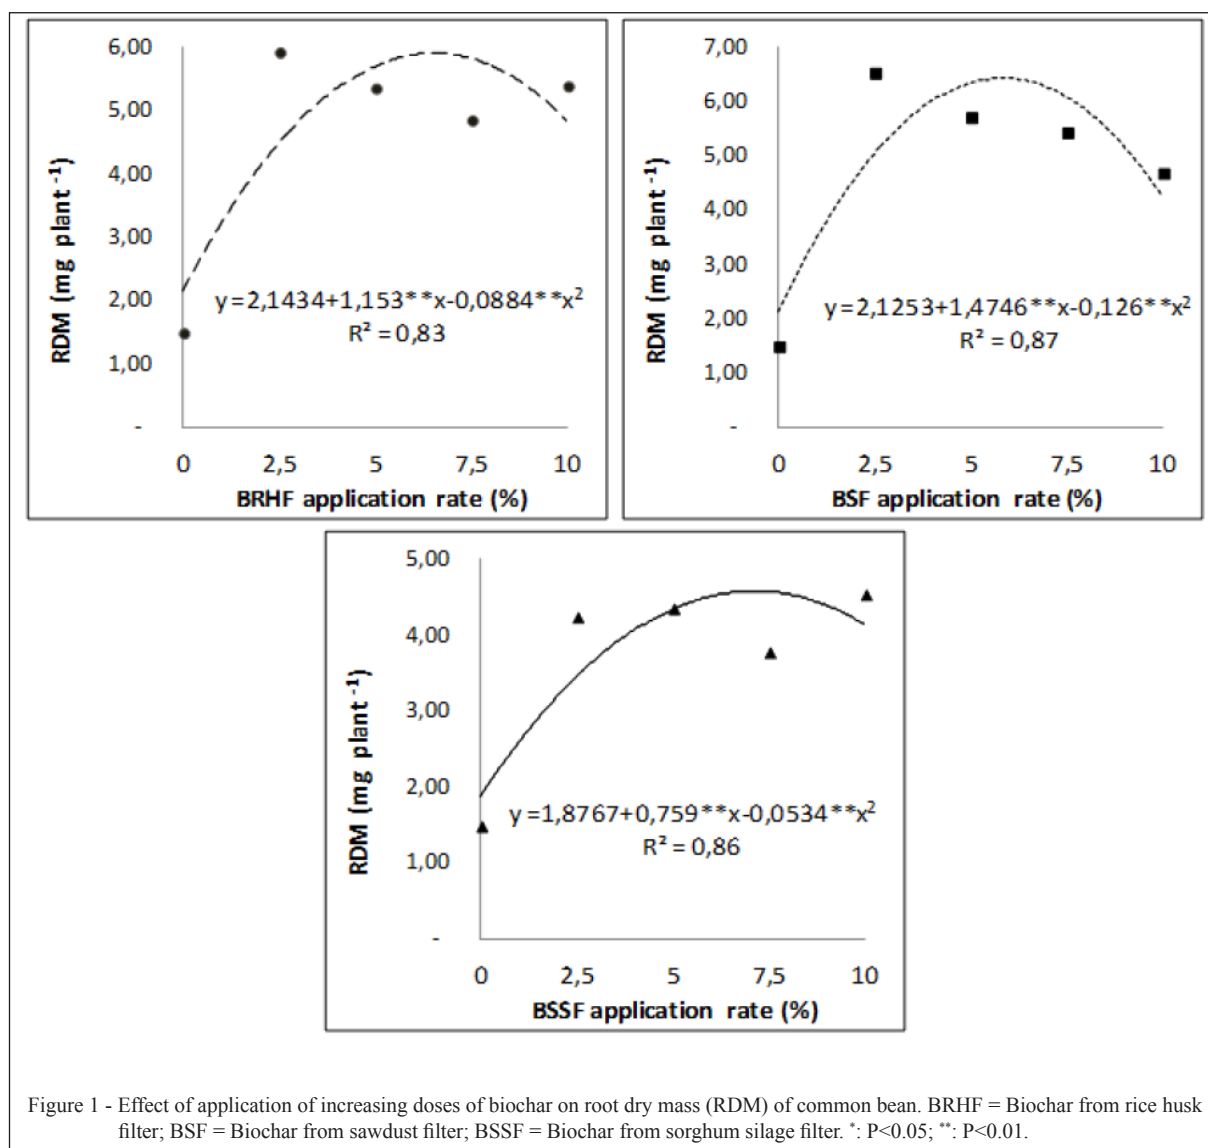 6,00
5,00
4,00
3,00
2,00
1,00
-
RDM (mg plant⁻¹)
y=2,1434+1,153**x-0,0884**x²
R² = 0,83
0 2,5 5 7,5 10
BRHF application rate (%)
7,00
6,00
5,00
4,00
3,00
2,00
1,00
-
RDM (mg plant⁻¹)
y=2,1253+1,4746**x-0,126**x²
R² = 0,87
0 2,5 5 7,5 10
BSF application rate (%)
5,00
4,00
3,00
2,00
1,00
-
RDM (mg plant⁻¹)
y=1,8767+0,759**x-0,0534**x²
R² = 0,86
0 2,5 5 7,5 10
BSSF application rate (%)
Figure 1 - Effect of application of increasing doses of biochar on root dry mass (RDM) of common bean. BRHF = Biochar from rice husk
filter; BSF = Biochar from sawdust filter; BSSF = Biochar from sorghum silage filter. *: P<0.05; **: P<0.01.